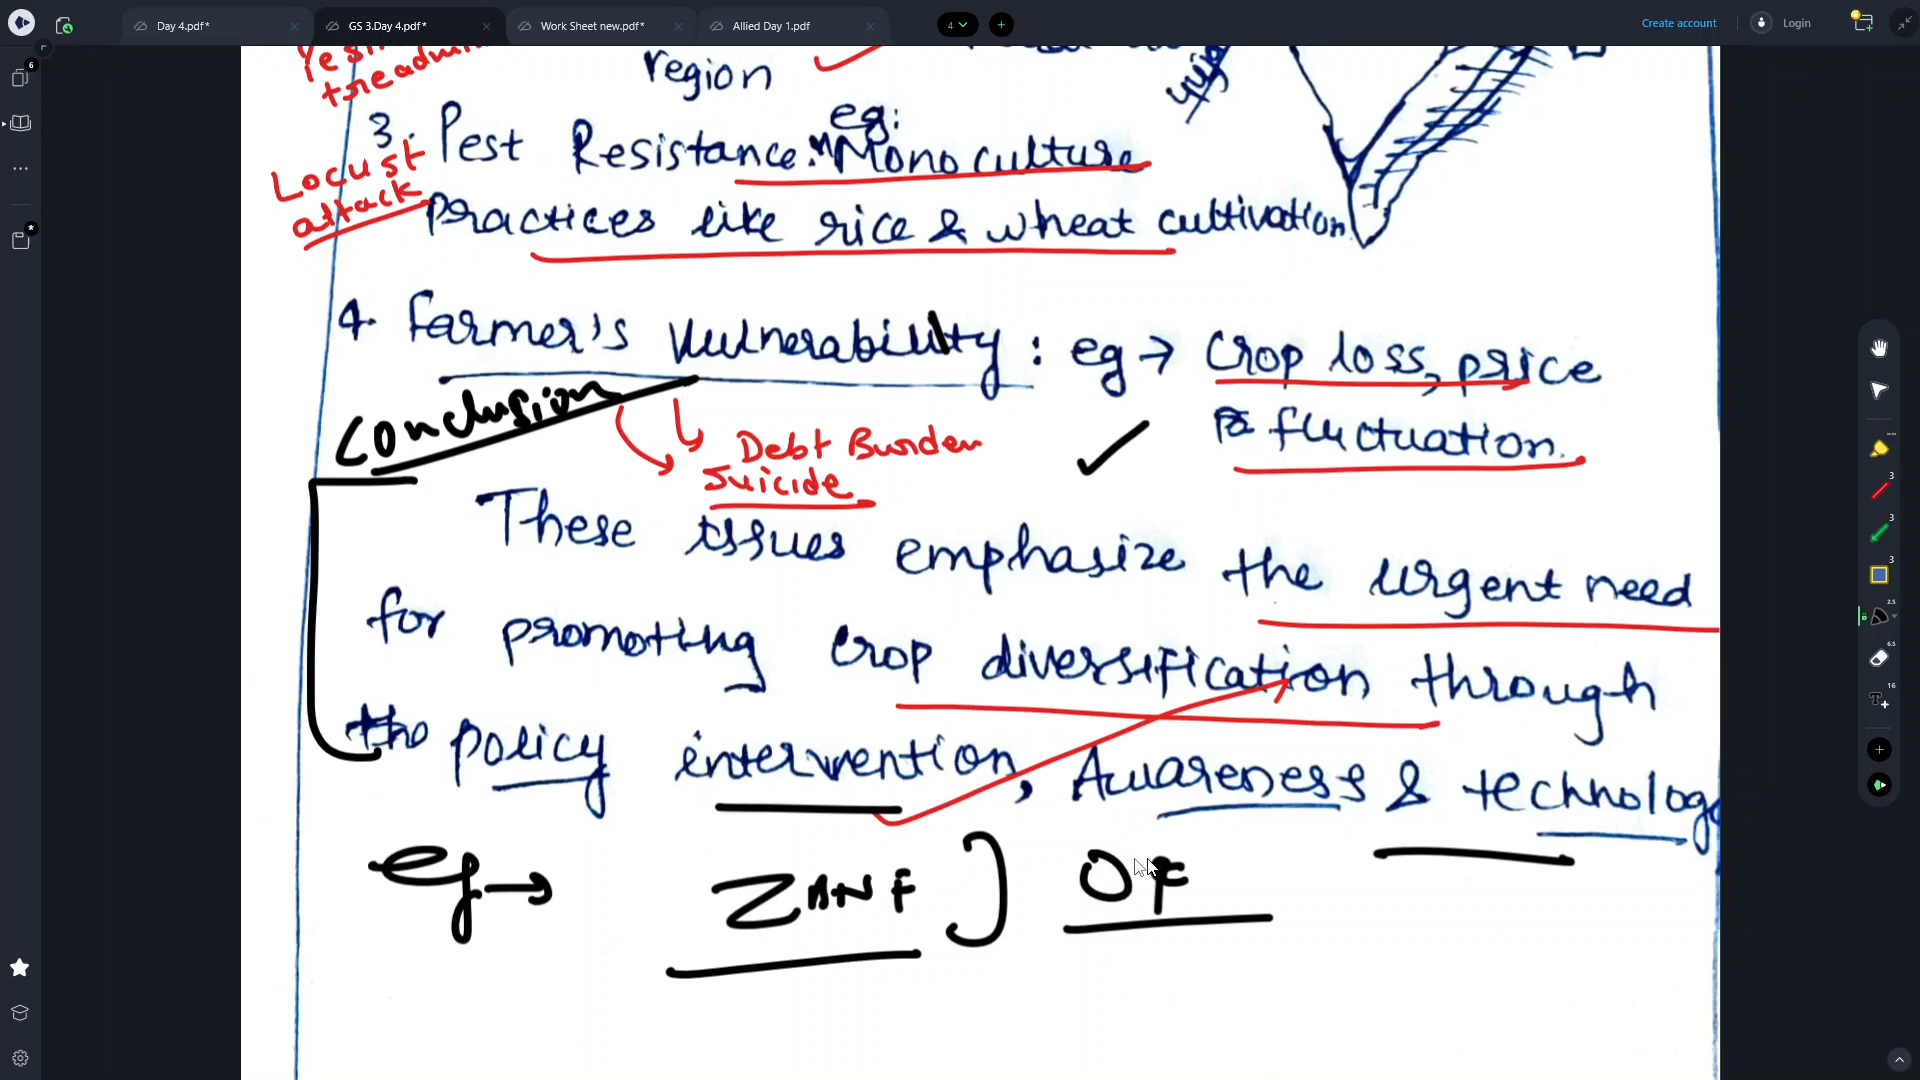 Day 4.pdf*
GS 3.Day 4.pdf*
Work Sheet new.pdf*
Allied Day 1.pdf
4
Create account
Login
region
3. Pest Resistance: Mono culture
eg:
Locust
attack
Practices like rice & wheat cultivation
4. Farmer's Vulnerability : eg → Crop loss, price
fluctuation.
Conclusion
Debt Burden
Suicide
These issues emphasize the urgent need
for promoting crop diversification through
the policy intervention, Awareness & technology
eg → ZBNF OF